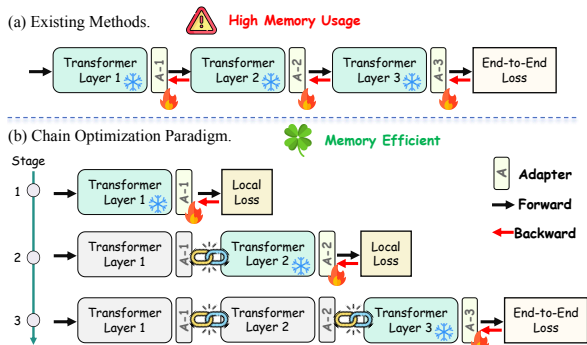 (a) Existing Methods.
High Memory Usage
Transformer
Layer 1
A-1
Transformer
Layer 2
A-2
Transformer
Layer 3
A-3
End-to-End
Loss
(b) Chain Optimization Paradigm.
Memory Efficient
Stage
1
Transformer
Layer 1
A-1
Local
Loss
A
Adapter
Forward
Backward
2
Transformer
Layer 1
A-1
Transformer
Layer 2
A-2
Local
Loss
3
Transformer
Layer 1
A-1
Transformer
Layer 2
A-2
Transformer
Layer 3
A-3
End-to-End
Loss